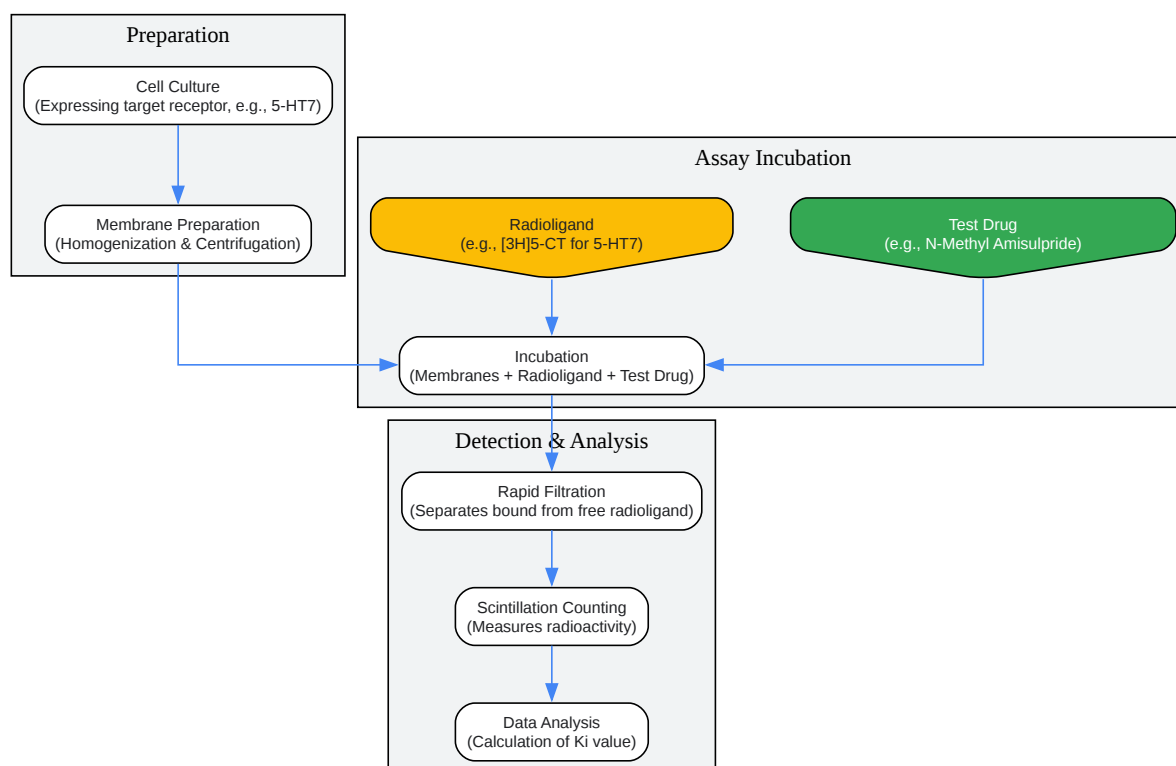 Preparation
Cell Culture
(Expressing target receptor, e.g., 5-HT7)
Membrane Preparation
(Homogenization & Centrifugation)
Assay Incubation
Radioligand
(e.g., [3H]5-CT for 5-HT7)
Test Drug
(e.g., N-Methyl Amisulpride)
Incubation
(Membranes + Radioligand + Test Drug)
Detection & Analysis
Rapid Filtration
(Separates bound from free radioligand)
Scintillation Counting
(Measures radioactivity)
Data Analysis
(Calculation of Ki value)